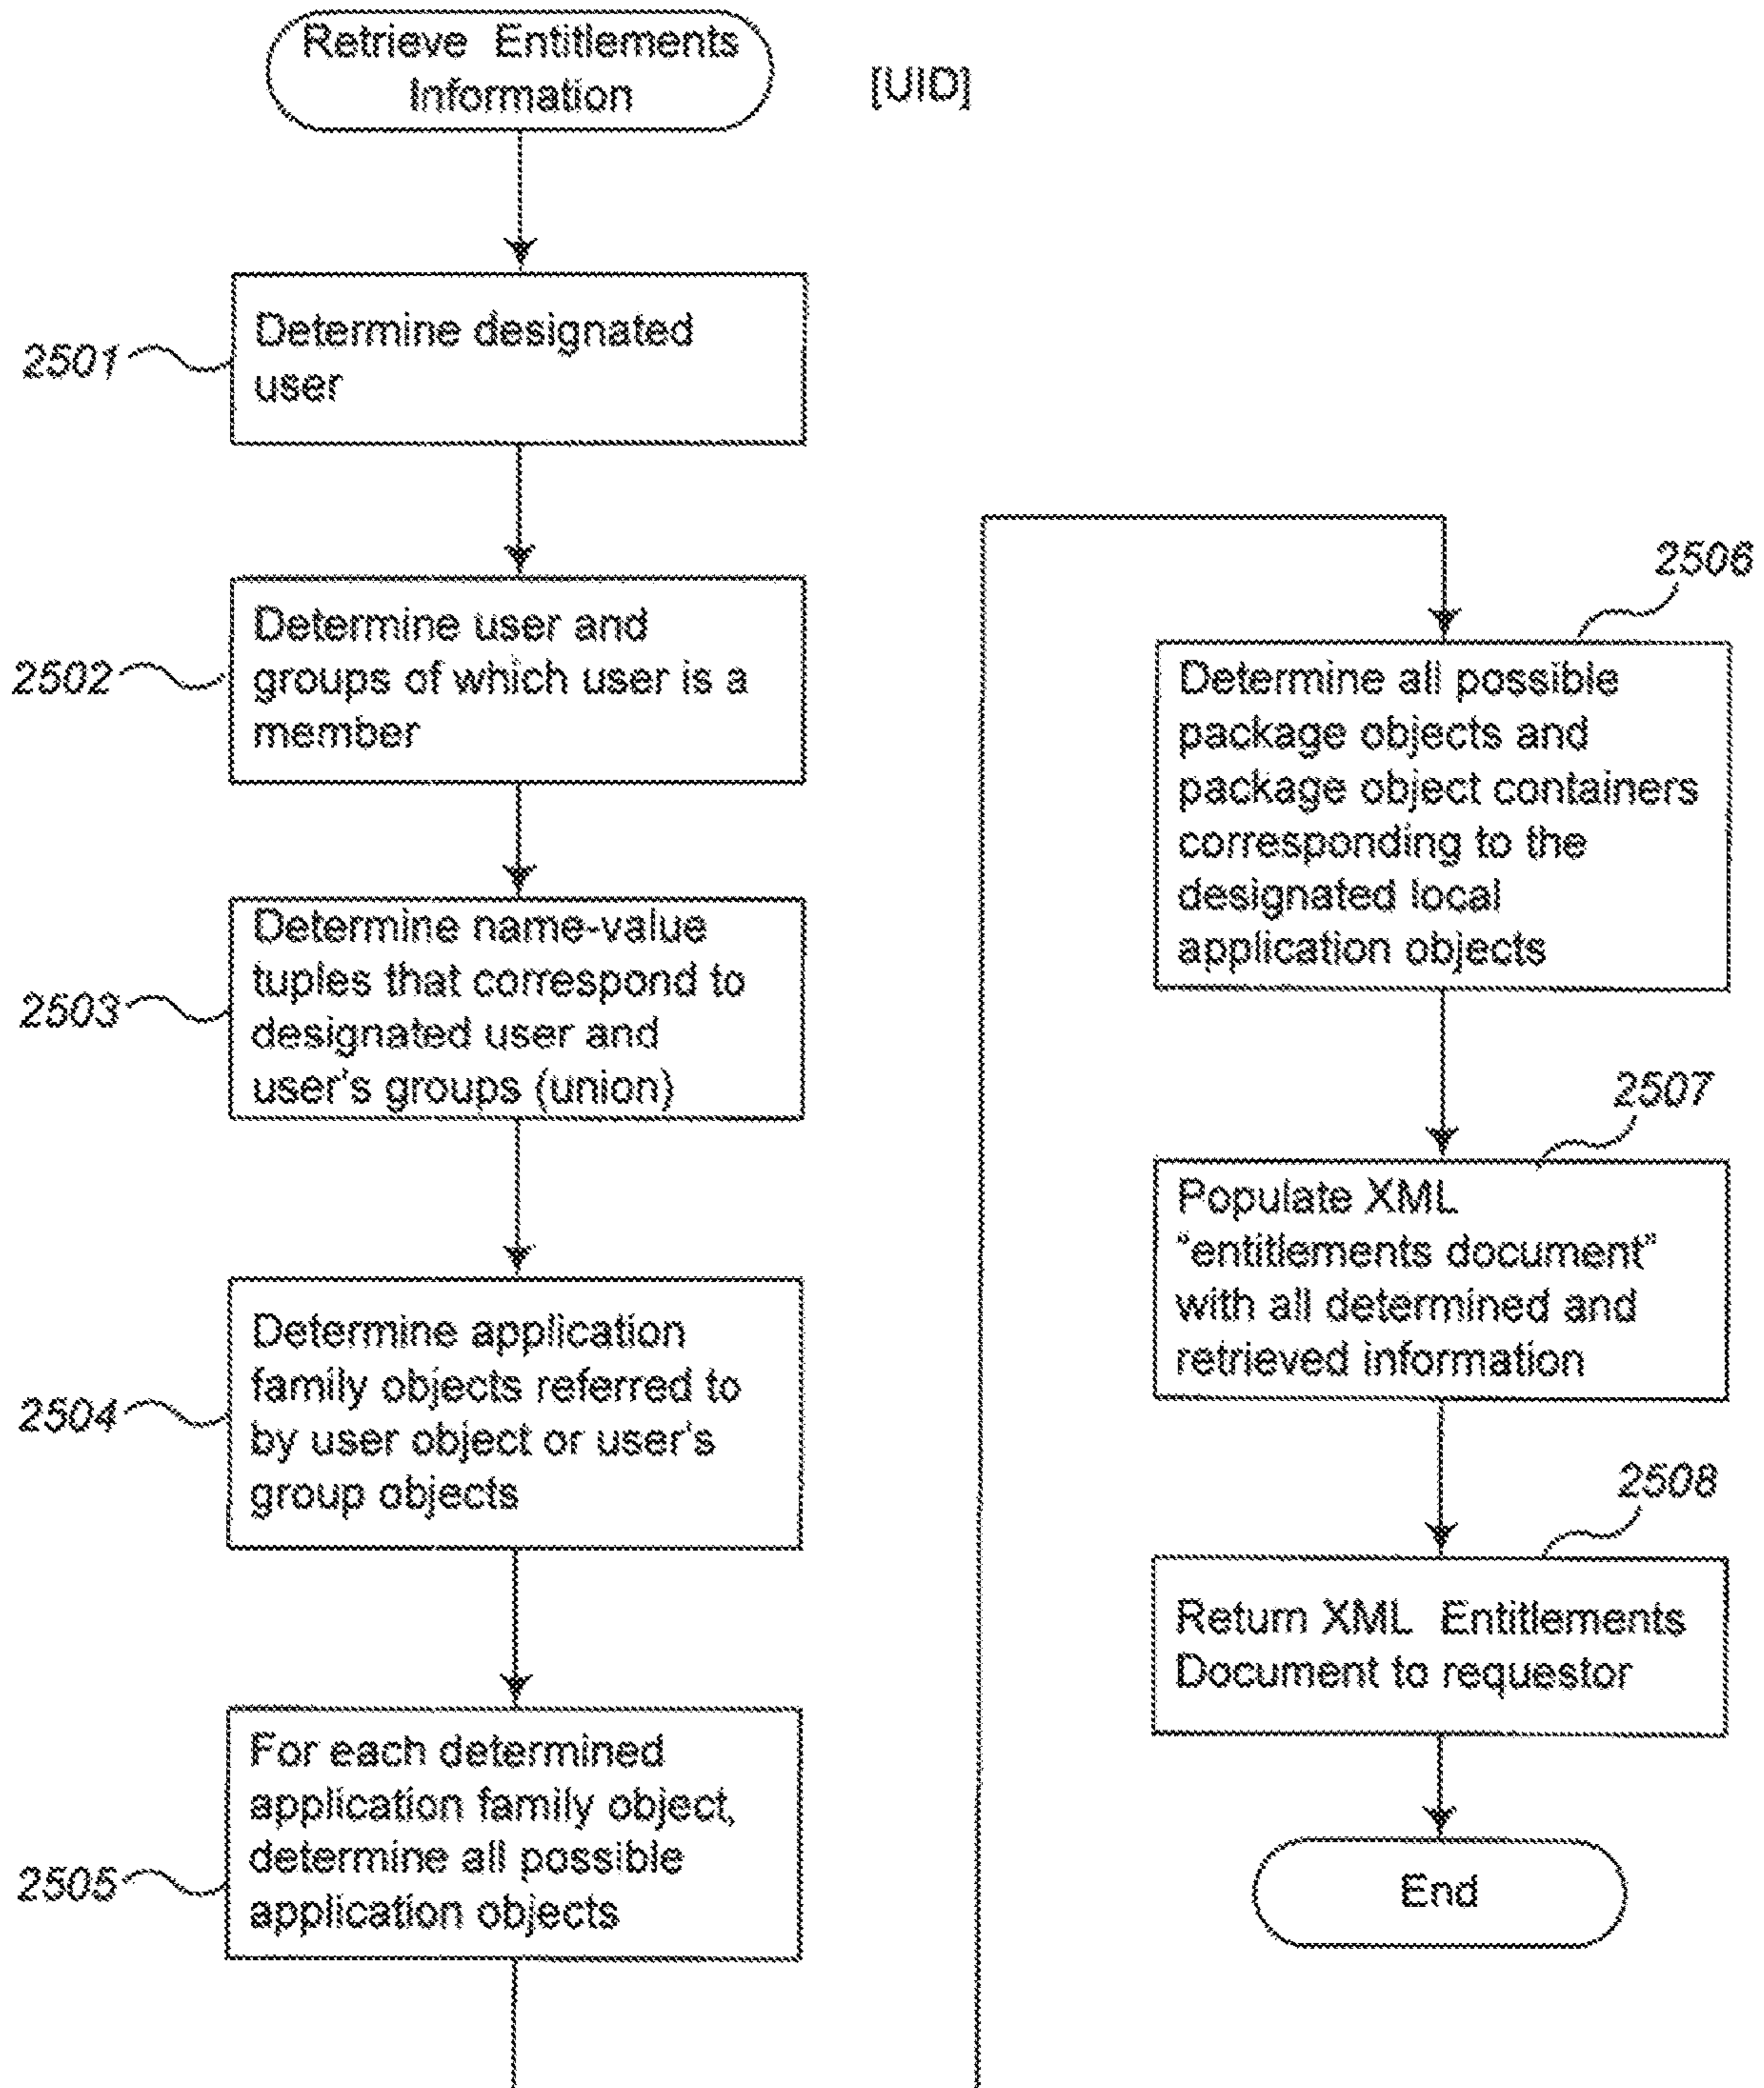 Retrieve Entitlements
Information
[UID]
2501
Determine designated
user
2502
Determine user and
groups of which user is a
member
2503
Determine name-value
tuples that correspond to
designated user and
user's groups (union)
2504
Determine application
family objects referred to
by user object or user's
group objects
2505
For each determined
application family object,
determine all possible
application objects
2506
Determine all possible
package objects and
package object containers
corresponding to the
designated local
application objects
2507
Populate XML
"entitlements document"
with all determined and
retrieved information
2508
Return XML Entitlements
Document to requestor
End